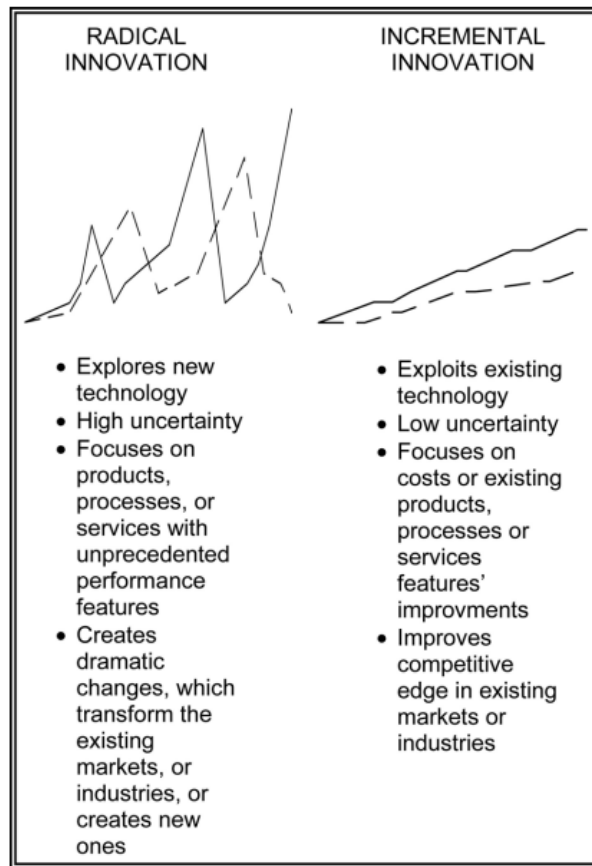 RADICAL
INNOVATION
• Explores new
technology
• High uncertainty
• Focuses on
products,
processes, or
services with
unprecedented
performance
features
• Creates
dramatic
changes, which
transform the
existing
markets, or
industries, or
creates new
ones
INCREMENTAL
INNOVATION
• Exploits existing
technology
• Low uncertainty
• Focuses on
costs or existing
products,
processes or
services
features’
improvments
• Improves
competitive
edge in existing
markets or
industries